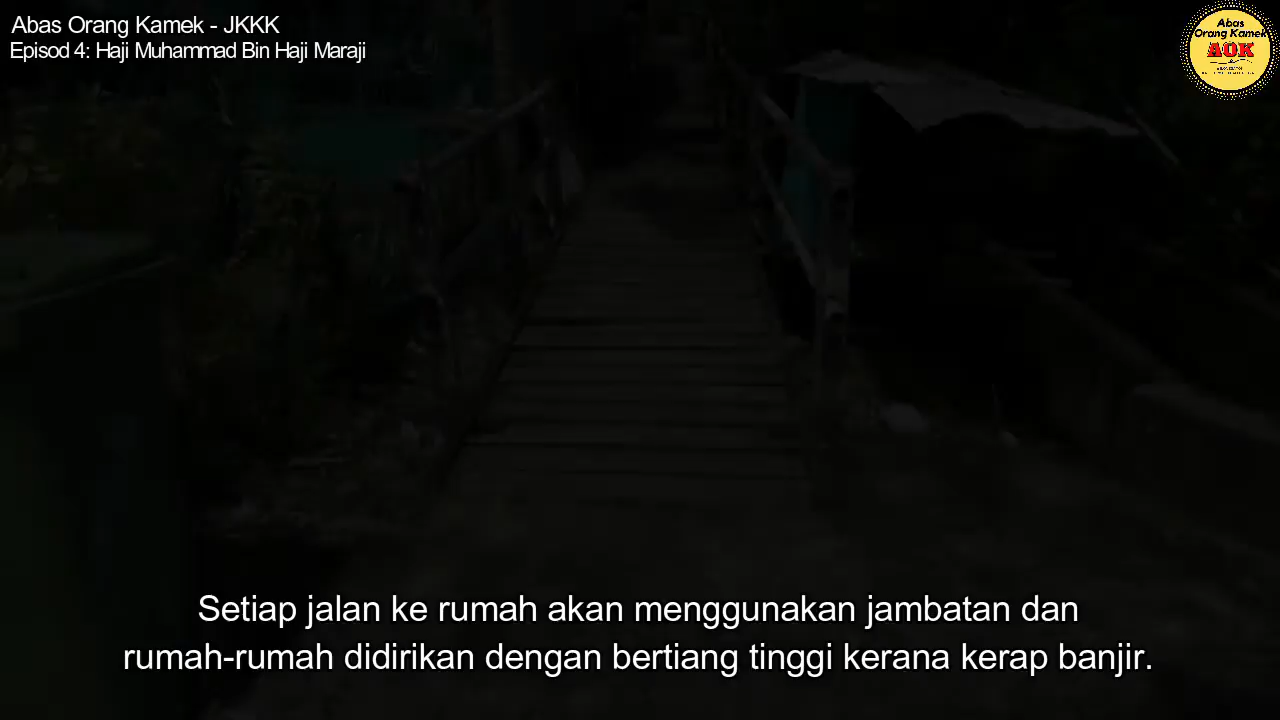 Abas Orang Kamek - JKKK
Episod 4: Haji Muhammad Bin Haji Maraji
Abas
Orang Kamek
AOK
Setiap jalan ke rumah akan menggunakan jambatan dan
rumah-rumah didirikan dengan bertiang tinggi kerana kerap banjir.